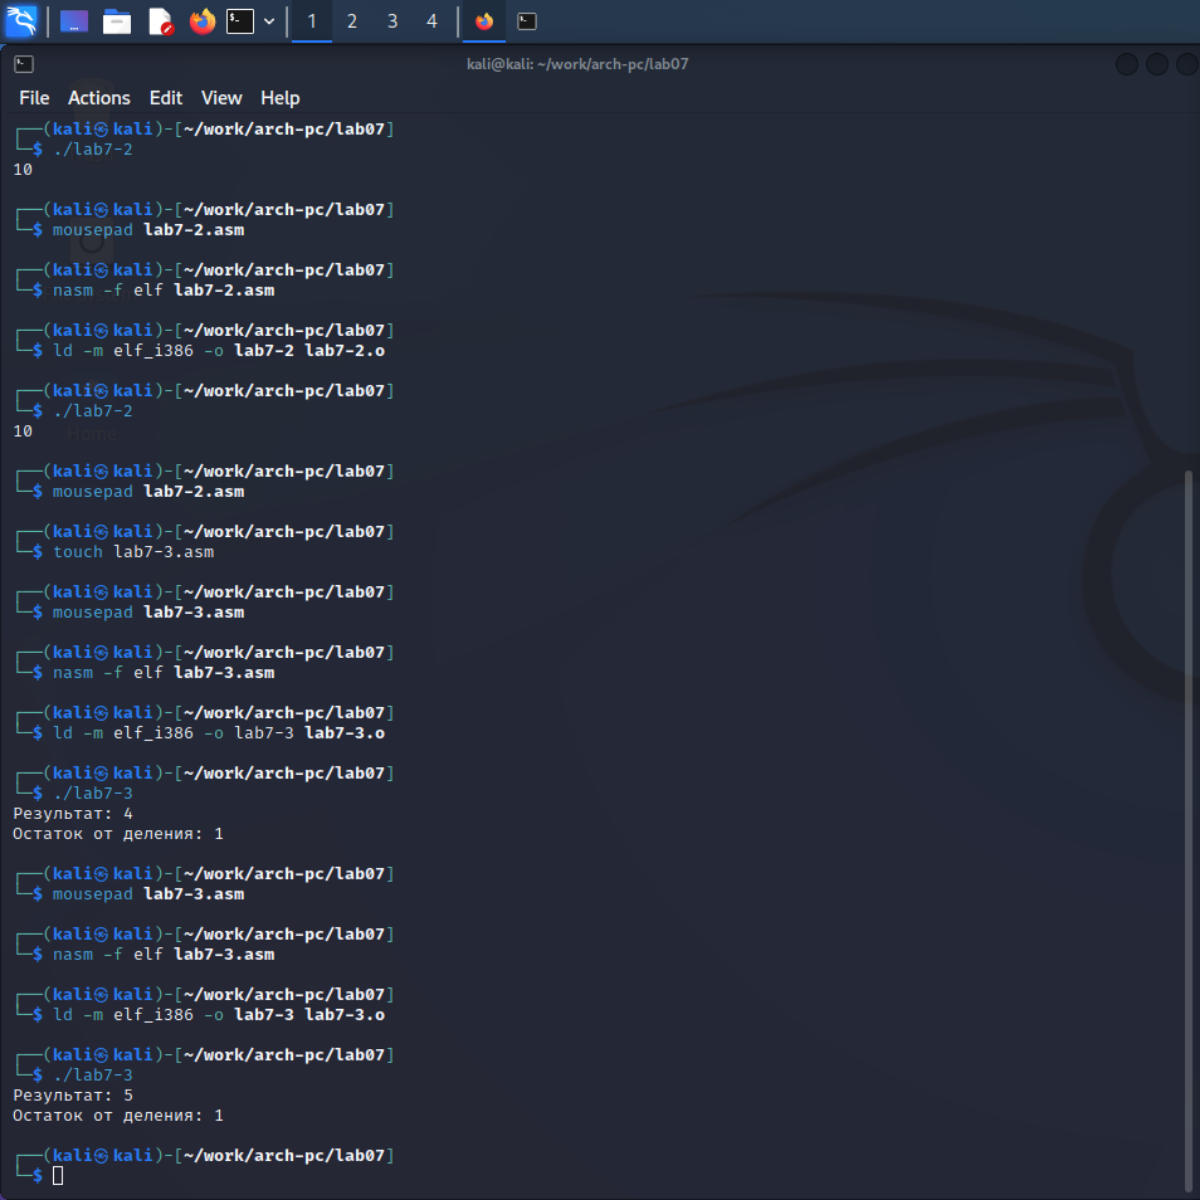 1 2 3 4
kali@kali: ~/work/arch-pc/lab07
File Actions Edit View Help
┌──(kali㉿kali)-[~/work/arch-pc/lab07]
└─$ ./lab7-2
10
┌──(kali㉿kali)-[~/work/arch-pc/lab07]
└─$ mousepad lab7-2.asm
┌──(kali㉿kali)-[~/work/arch-pc/lab07]
└─$ nasm -f elf lab7-2.asm
┌──(kali㉿kali)-[~/work/arch-pc/lab07]
└─$ ld -m elf_i386 -o lab7-2 lab7-2.o
┌──(kali㉿kali)-[~/work/arch-pc/lab07]
└─$ ./lab7-2
10
Home
┌──(kali㉿kali)-[~/work/arch-pc/lab07]
└─$ mousepad lab7-2.asm
┌──(kali㉿kali)-[~/work/arch-pc/lab07]
└─$ touch lab7-3.asm
┌──(kali㉿kali)-[~/work/arch-pc/lab07]
└─$ mousepad lab7-3.asm
┌──(kali㉿kali)-[~/work/arch-pc/lab07]
└─$ nasm -f elf lab7-3.asm
┌──(kali㉿kali)-[~/work/arch-pc/lab07]
└─$ ld -m elf_i386 -o lab7-3 lab7-3.o
┌──(kali㉿kali)-[~/work/arch-pc/lab07]
└─$ ./lab7-3
Результат: 4
Остаток от деления: 1
┌──(kali㉿kali)-[~/work/arch-pc/lab07]
└─$ mousepad lab7-3.asm
┌──(kali㉿kali)-[~/work/arch-pc/lab07]
└─$ nasm -f elf lab7-3.asm
┌──(kali㉿kali)-[~/work/arch-pc/lab07]
└─$ ld -m elf_i386 -o lab7-3 lab7-3.o
┌──(kali㉿kali)-[~/work/arch-pc/lab07]
└─$ ./lab7-3
Результат: 5
Остаток от деления: 1
┌──(kali㉿kali)-[~/work/arch-pc/lab07]
└─$